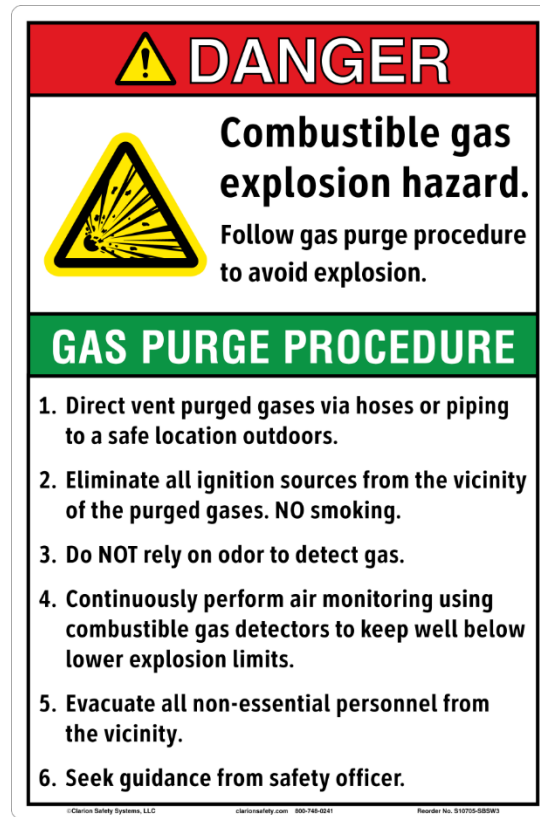 DANGER
Combustible gas
explosion hazard.
Follow gas purge procedure
to avoid explosion.
GAS PURGE PROCEDURE
1. Direct vent purged gases via hoses or piping
to a safe location outdoors.
2. Eliminate all ignition sources from the vicinity
of the purged gases. NO smoking.
3. Do NOT rely on odor to detect gas.
4. Continuously perform air monitoring using
combustible gas detectors to keep well below
lower explosion limits.
5. Evacuate all non-essential personnel from
the vicinity.
6. Seek guidance from safety officer.
©Clarion Safety Systems, LLC clarionsafety.com 800-748-0241 Reorder No. S10705-SBSW3